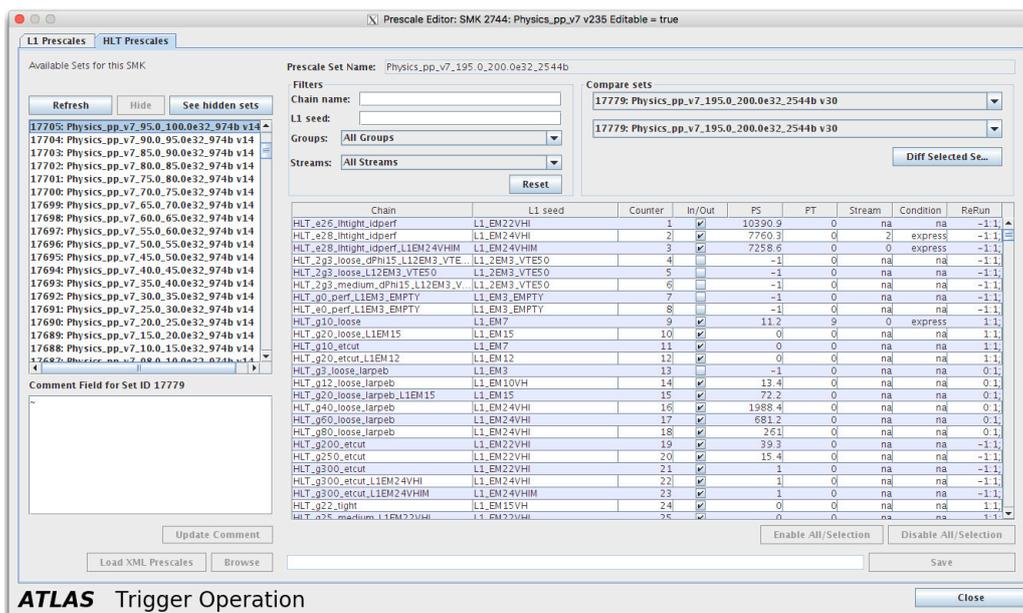 Prescale Editor: SMK 2744: Physics_pp_v7 v235 Editable = true
L1 Prescales HLT Prescales
Available Sets for this SMK
Prescale Set Name: Physics_pp_v7_195.0_200.0e32_2544b
Refresh Hide See hidden sets
Filters
Chain name:
L1 seed:
Groups: All Groups
Streams: All Streams
Reset
Compare sets
17779: Physics_pp_v7_195.0_200.0e32_2544b v30
17779: Physics_pp_v7_195.0_200.0e32_2544b v30
Diff Selected Se...
17705: Physics_pp_v7_95.0_100.0e32_974b v14
17704: Physics_pp_v7_90.0_95.0e32_974b v14
17703: Physics_pp_v7_85.0_90.0e32_974b v14
17702: Physics_pp_v7_80.0_85.0e32_974b v14
17701: Physics_pp_v7_75.0_80.0e32_974b v14
17700: Physics_pp_v7_70.0_75.0e32_974b v14
17699: Physics_pp_v7_65.0_70.0e32_974b v14
17698: Physics_pp_v7_60.0_65.0e32_974b v14
17697: Physics_pp_v7_55.0_60.0e32_974b v14
17696: Physics_pp_v7_50.0_55.0e32_974b v14
17695: Physics_pp_v7_45.0_50.0e32_974b v14
17694: Physics_pp_v7_40.0_45.0e32_974b v14
17693: Physics_pp_v7_35.0_40.0e32_974b v14
17692: Physics_pp_v7_30.0_35.0e32_974b v14
17691: Physics_pp_v7_25.0_30.0e32_974b v14
17690: Physics_pp_v7_20.0_25.0e32_974b v14
17689: Physics_pp_v7_15.0_20.0e32_974b v14
17688: Physics_pp_v7_10.0_15.0e32_974b v14
17687: Physics_pp_v7_08.0_10.0e32_974b v14
Comment Field for Set ID 17779
~
Update Comment
Load XML Prescales Browse
Chain L1 seed Counter In/Out PS PT Stream Condition ReRun
HLT_e26_lhtight_idperf L1_EM22VHI 1 10390.9 0 na na -1:1;
HLT_e28_lhtight_idperf L1_EM24VHI 2 7760.3 0 2 express -1:1;
HLT_e28_lhtight_idperf_L1EM24VHIM L1_EM24VHIM 3 7258.6 0 0 express -1:1;
HLT_2g3_loose_dPhi15_L12EM3_VTE... L1_2EM3_VTE50 4 -1 0 na na -1:1;
HLT_2g3_loose_L12EM3_VTE50 L1_2EM3_VTE50 5 -1 0 na na -1:1;
HLT_2g3_medium_dPhi15_L12EM3_V... L1_2EM3_VTE50 6 -1 0 na na -1:1;
HLT_g0_perf_L1EM3_EMPTY L1_EM3_EMPTY 7 -1 0 na na -1:1;
HLT_e0_perf_L1EM3_EMPTY L1_EM3_EMPTY 8 -1 0 na na -1:1;
HLT_g10_loose L1_EM7 9 11.2 9 0 express 1:1;
HLT_g20_loose_L1EM15 L1_EM15 10 0 0 na na 1:1;
HLT_g10_etcut L1_EM7 11 0 0 na na 1:1;
HLT_g20_etcut_L1EM12 L1_EM12 12 0 0 na na 1:1;
HLT_g3_loose_larpeb L1_EM3 13 -1 0 na na 0:1;
HLT_g12_loose_larpeb L1_EM10VH 14 13.4 0 na na 0:1;
HLT_g20_loose_larpeb_L1EM15 L1_EM15 15 72.2 0 na na 0:1;
HLT_g40_loose_larpeb L1_EM24VHI 16 1988.4 0 na na 0:1;
HLT_g60_loose_larpeb L1_EM24VHI 17 681.2 0 na na 0:1;
HLT_g80_loose_larpeb L1_EM24VHI 18 261 0 na na 0:1;
HLT_g200_etcut L1_EM22VHI 19 39.3 0 na na -1:1;
HLT_g250_etcut L1_EM22VHI 20 15.4 0 na na -1:1;
HLT_g300_etcut L1_EM22VHI 21 1 0 na na -1:1;
HLT_g300_etcut_L1EM24VHI L1_EM24VHI 22 1 0 na na -1:1;
HLT_g300_etcut_L1EM24VHIM L1_EM24VHIM 23 1 0 na na -1:1;
HLT_g22_tight L1_EM15VH 24 0 0 na na 1:1;
HLT_g25_medium_L1EM22VHI L1_EM22VHI 25 0 0 na na 1:1;
Enable All/Selection Disable All/Selection
Save
ATLAS Trigger Operation
Close